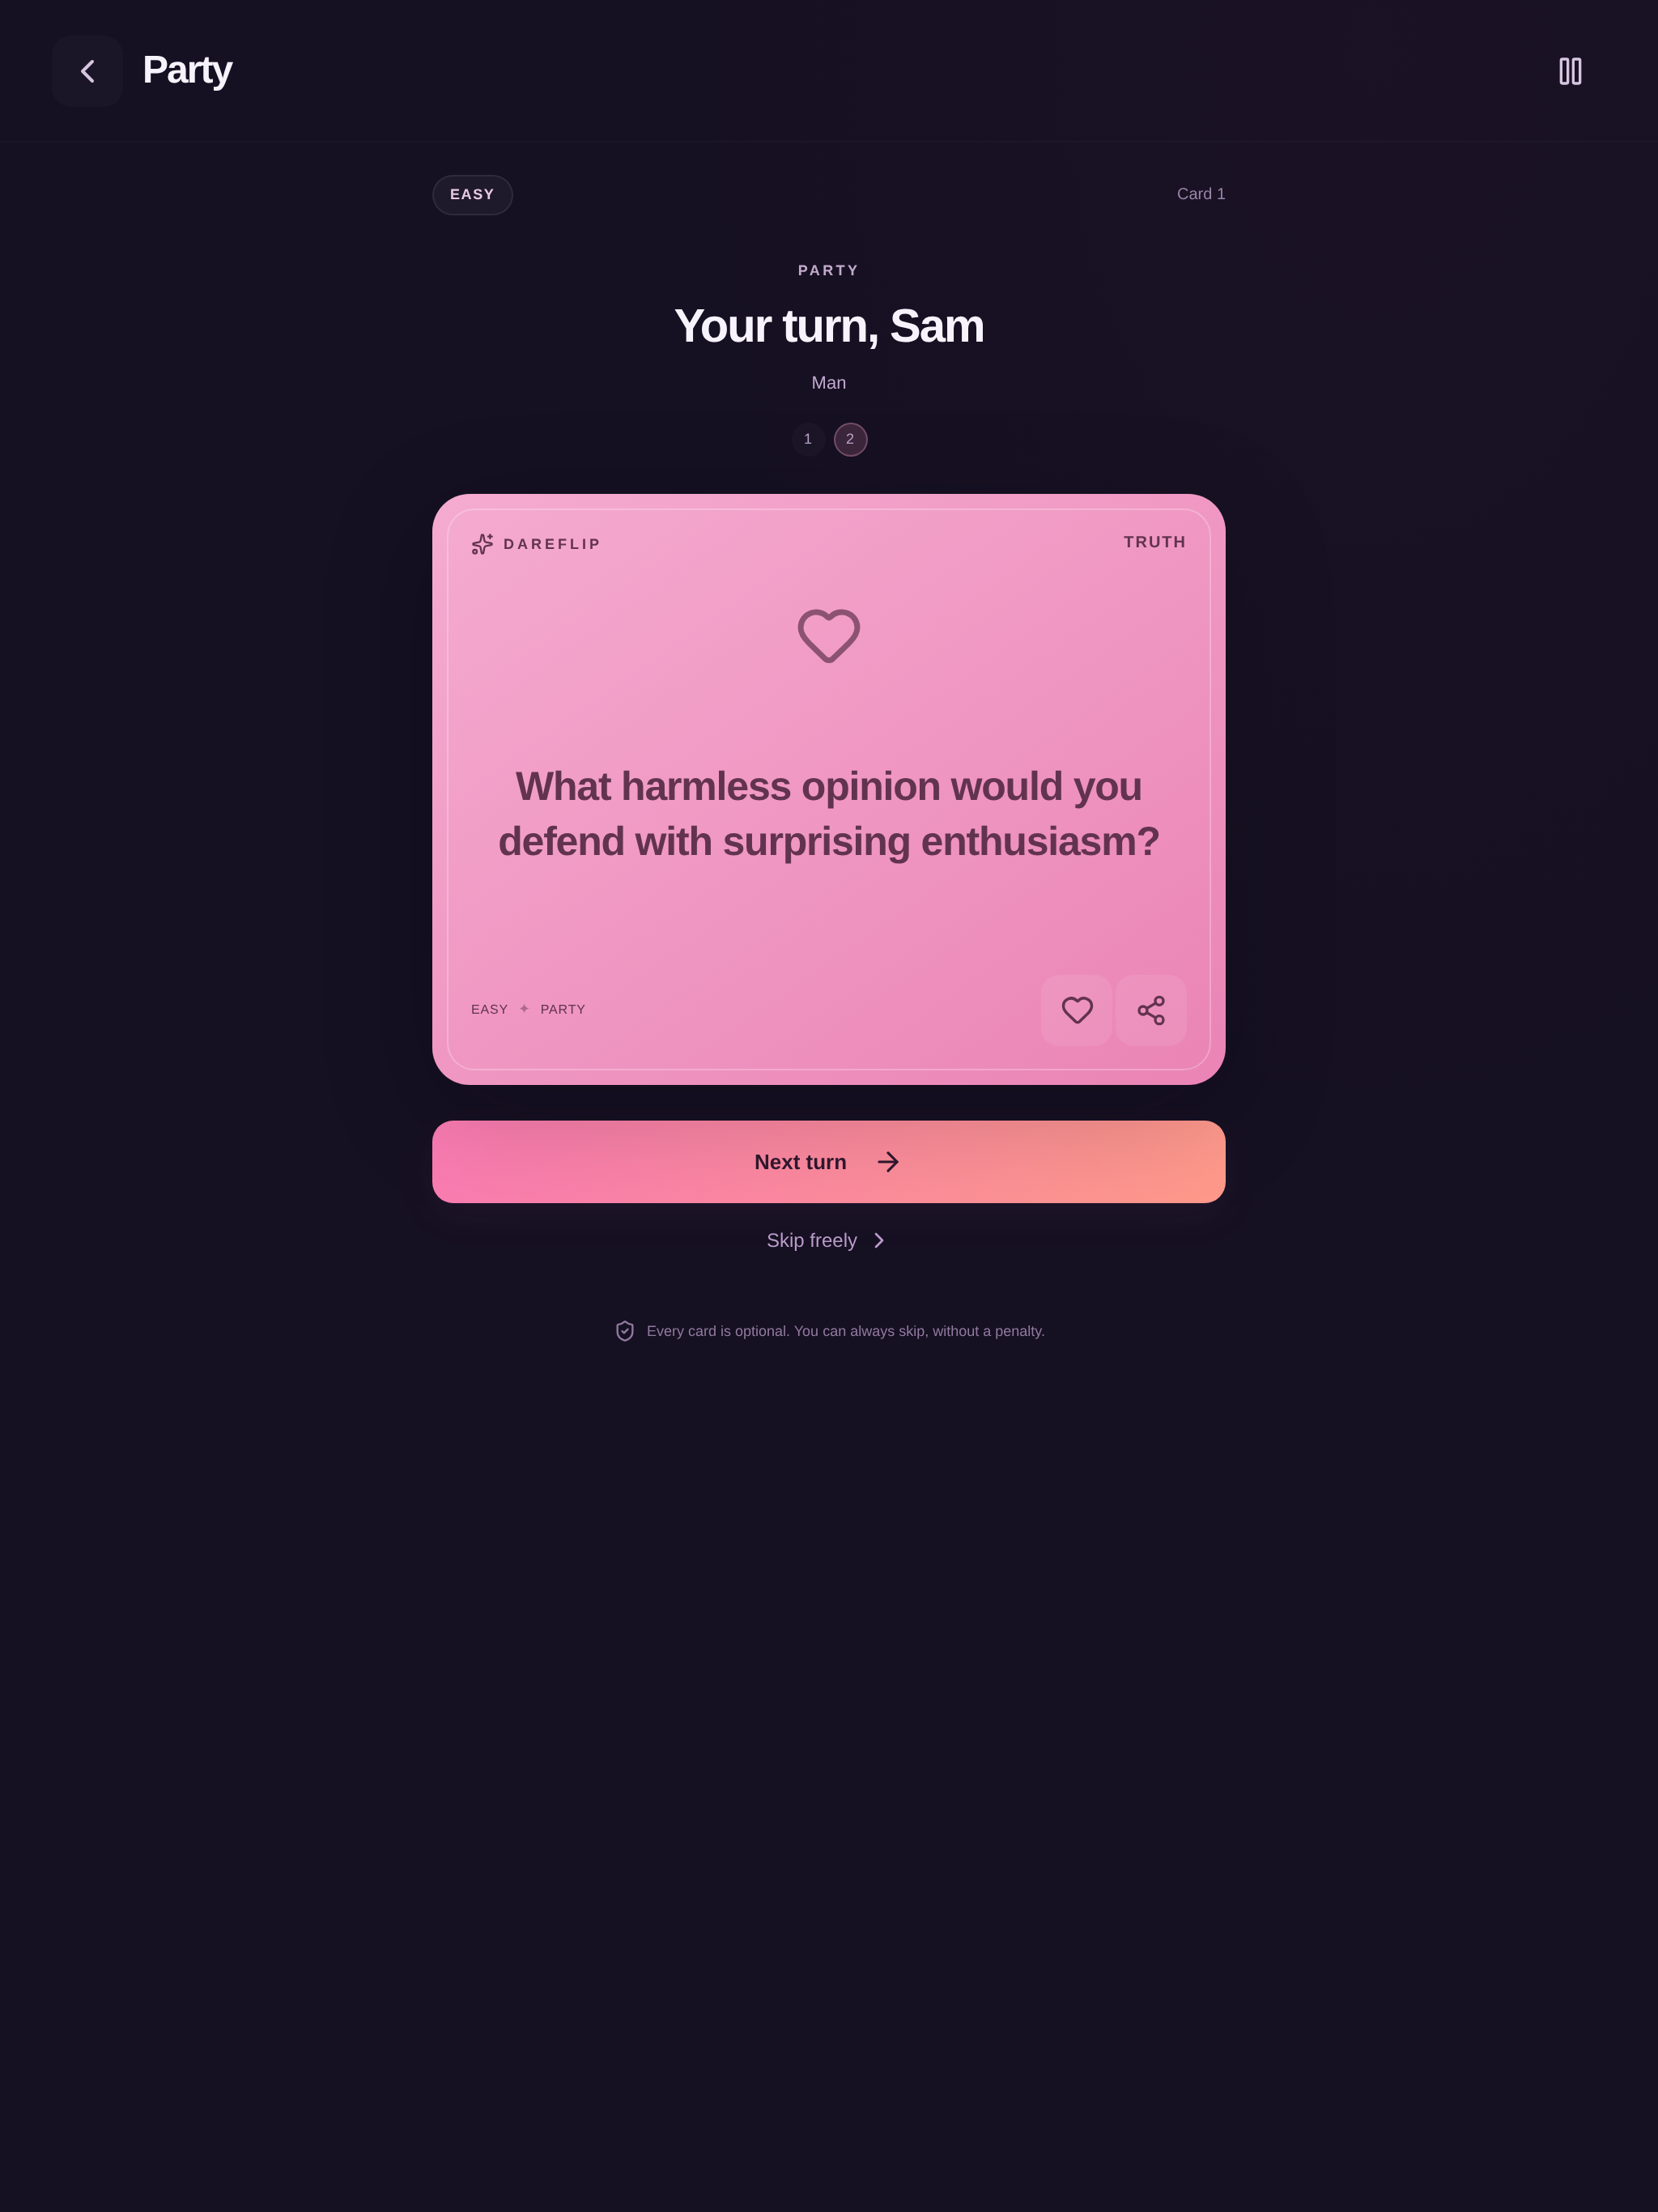 Party
EASY
Card 1
PARTY
Your turn, Sam
Man
1 2
DAREFLIP
TRUTH
What harmless opinion would you
defend with surprising enthusiasm?
EASY ✦ PARTY
Next turn
Skip freely
Every card is optional. You can always skip, without a penalty.